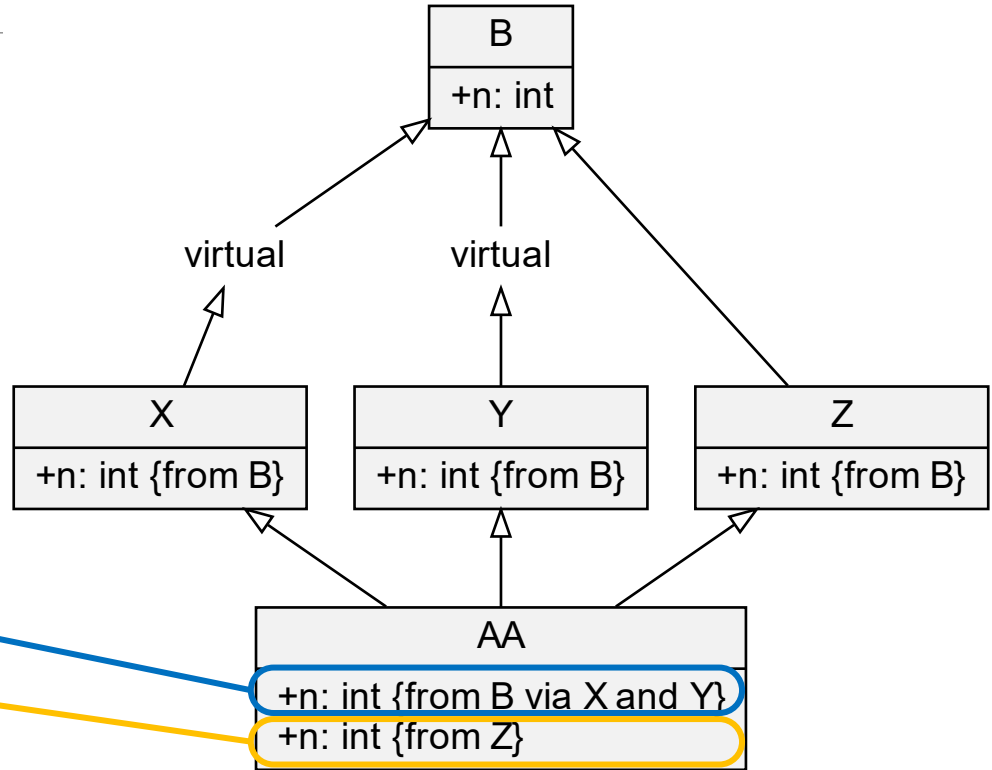 B
+n: int
virtual
virtual
X
Y
Z
+n: int {from B}
+n: int {from B}
+n: int {from B}
AA
+n: int {from B via X and Y}
+n: int {from Z}